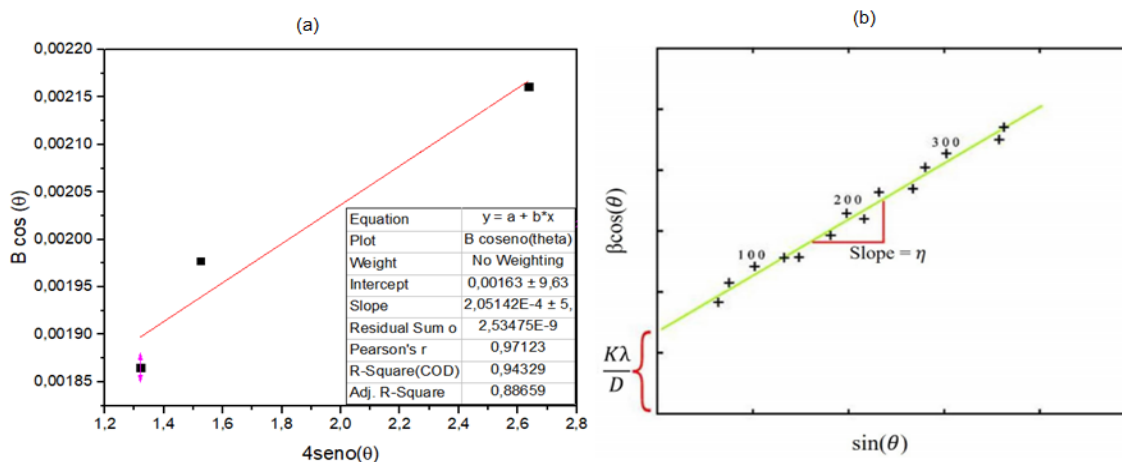 (a)
0,00220
0,00215
0,00210
0,00205
0,00200
0,00195
0,00190
0,00185
B cos (θ)
1,2 1,4 1,6 1,8 2,0 2,2 2,4 2,6 2,8
4seno(θ)
Equation y = a + b*x
Plot B coseno(theta)
Weight No Weighting
Intercept 0,00163 ± 9,63
Slope 2,05142E-4 ± 5,
Residual Sum o 2,53475E-9
Pearson's r 0,97123
R-Square(COD) 0,94329
Adj. R-Square 0,88659
(b)
βcos(θ)
100
200
300
Slope = η
Kλ
D
sin(θ)